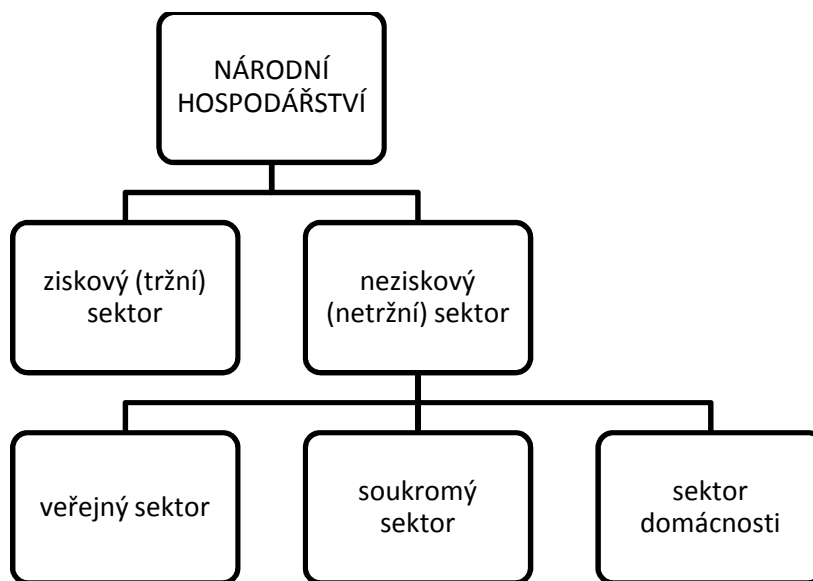 NÁRODNÍ
HOSPODÁŘSTVÍ
ziskový (tržní)
sektor
neziskový
(netržní) sektor
veřejný sektor
soukromý
sektor
sektor
domácnosti